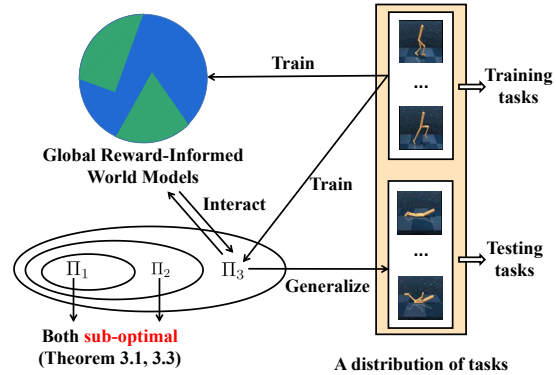 Train
...
Training
tasks
Global Reward-Informed
World Models
Train
Interact
...
Testing
tasks
Π₁
Π₂
Π₃
Generalize
Both sub-optimal
(Theorem 3.1, 3.3)
A distribution of tasks